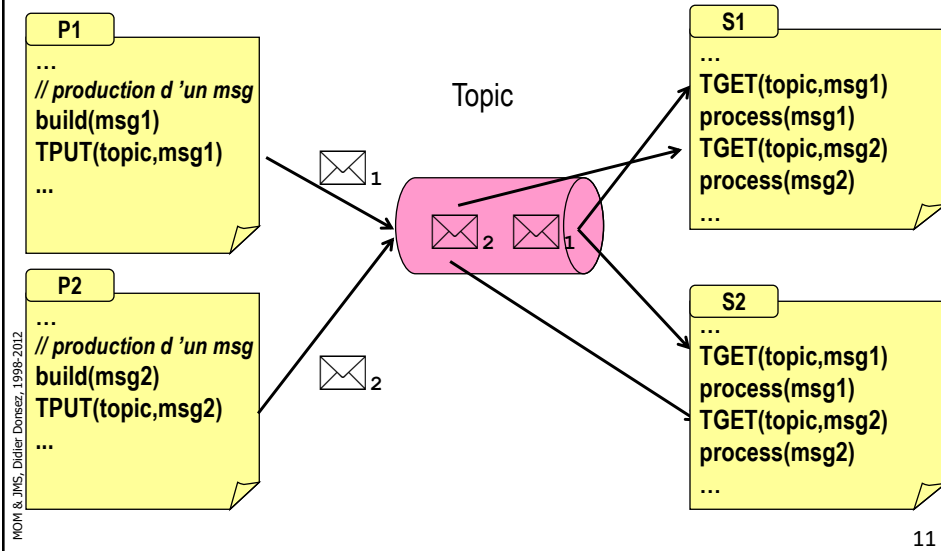 P1
…
// production d ’un msg
build(msg1)
TPUT(topic,msg1)
...
P2
…
// production d ’un msg
build(msg2)
TPUT(topic,msg2)
...
1
2
Topic
2
1
S1
…
TGET(topic,msg1)
process(msg1)
TGET(topic,msg2)
process(msg2)
…
S2
…
TGET(topic,msg1)
process(msg1)
TGET(topic,msg2)
process(msg2)
…
MOM & JMS, Didier Donsez, 1998-2012
11